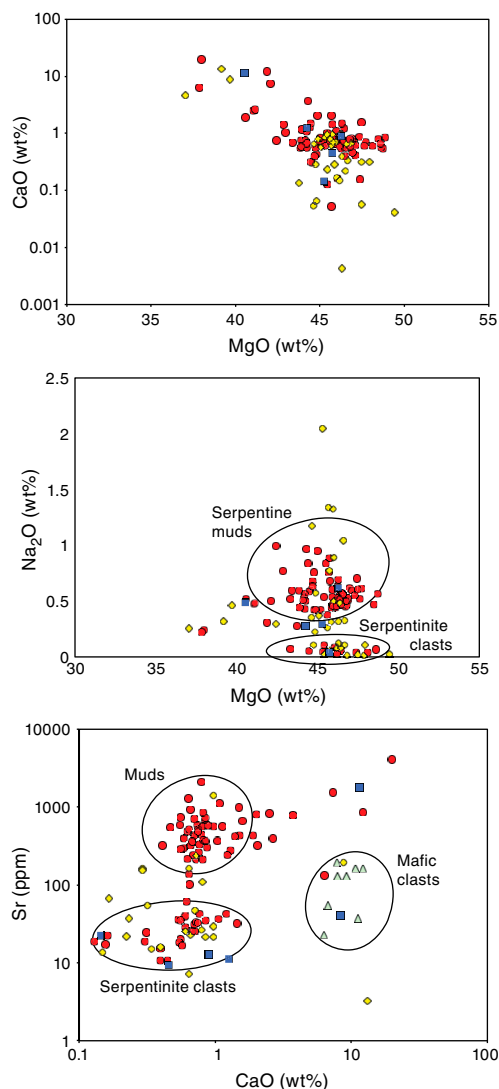 100
10
1
0.1
0.01
0.001
CaO (wt%)
30 35 40 45 50 55
MgO (wt%)
2.5
2
1.5
1
0.5
0
Na₂O (wt%)
Serpentine
muds
Serpentinite
clasts
30 35 40 45 50 55
MgO (wt%)
10000
1000
100
10
1
Sr (ppm)
Muds
Mafic
clasts
Serpentinite clasts
0.1 1 10 100
CaO (wt%)